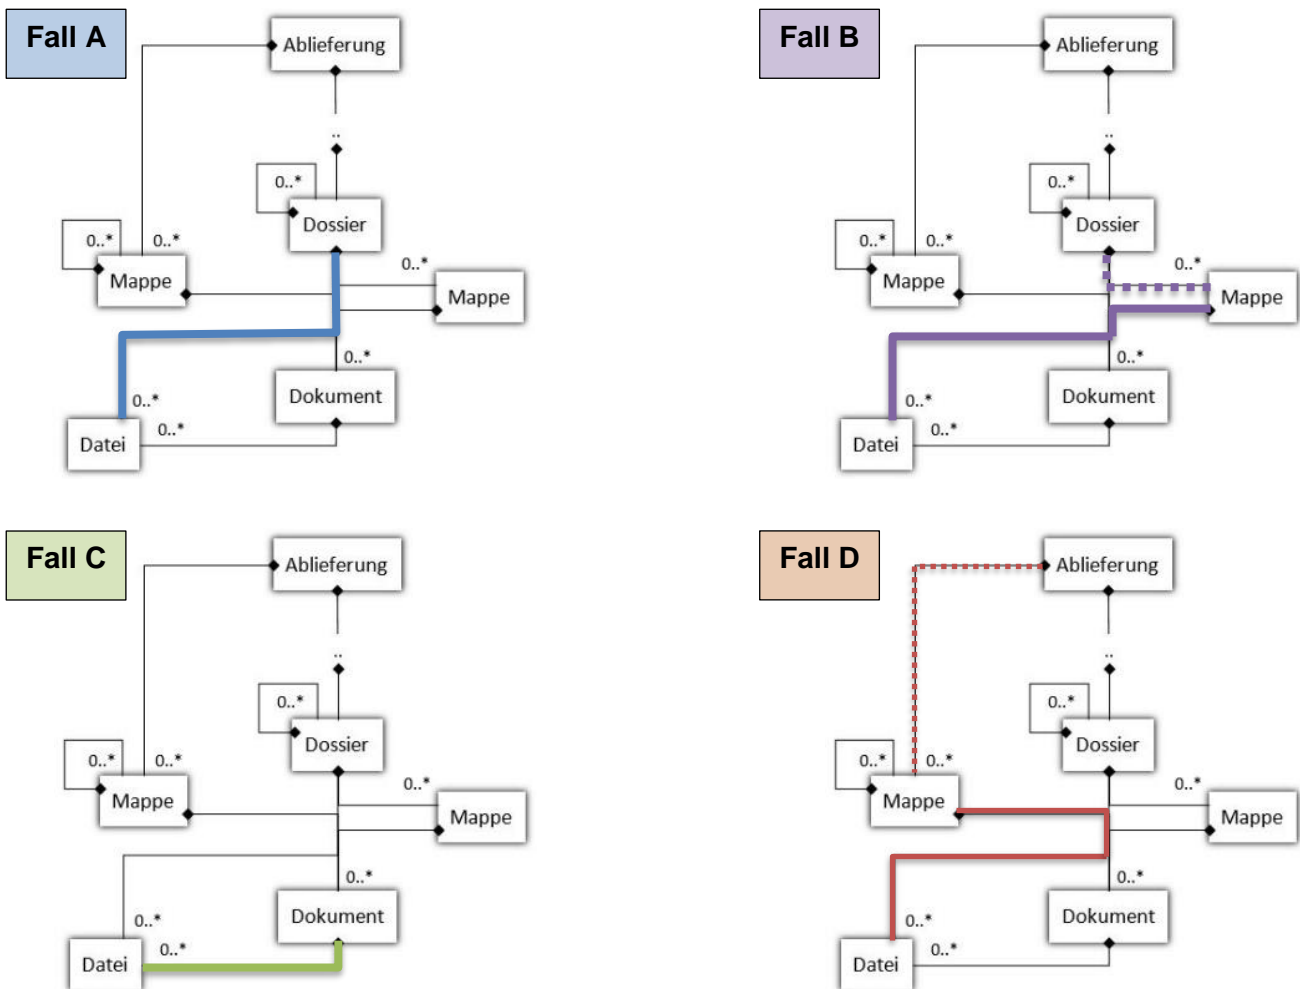 Fall A
Ablieferung
..
0..*
Dossier
0..*
0..*
Mappe
0..*
Mappe
0..*
Dokument
0..*
0..*
Datei
Fall B
Ablieferung
..
0..*
Dossier
0..*
0..*
Mappe
0..*
Mappe
0..*
Dokument
0..*
0..*
Datei
Fall C
Ablieferung
..
0..*
Dossier
0..*
0..*
Mappe
0..*
Mappe
0..*
Dokument
0..*
0..*
Datei
Fall D
Ablieferung
..
0..*
Dossier
0..*
0..*
Mappe
0..*
Mappe
0..*
Dokument
0..*
0..*
Datei